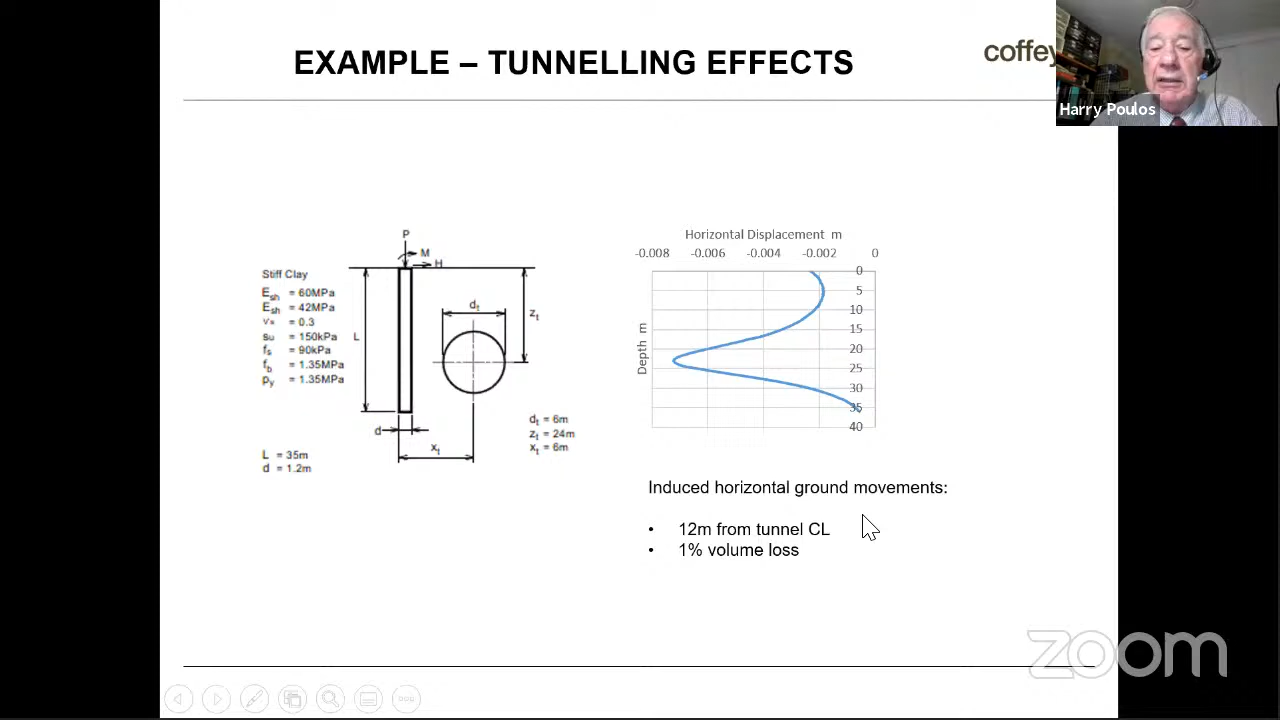 EXAMPLE – TUNNELLING EFFECTS
coffey
Harry Poulos
P
M
H
Stiff Clay
Esh = 60MPa
Esh = 42MPa
νs = 0.3
su = 150kPa
fs = 90kPa
fb = 1.35MPa
py = 1.35MPa
L
dt
zt
d
xt
dt = 6m
zt = 24m
xt = 6m
L = 35m
d = 1.2m
Horizontal Displacement m
-0.008 -0.006 -0.004 -0.002 0
Depth m
0
5
10
15
20
25
30
35
40
Induced horizontal ground movements:
• 12m from tunnel CL
• 1% volume loss
zoom